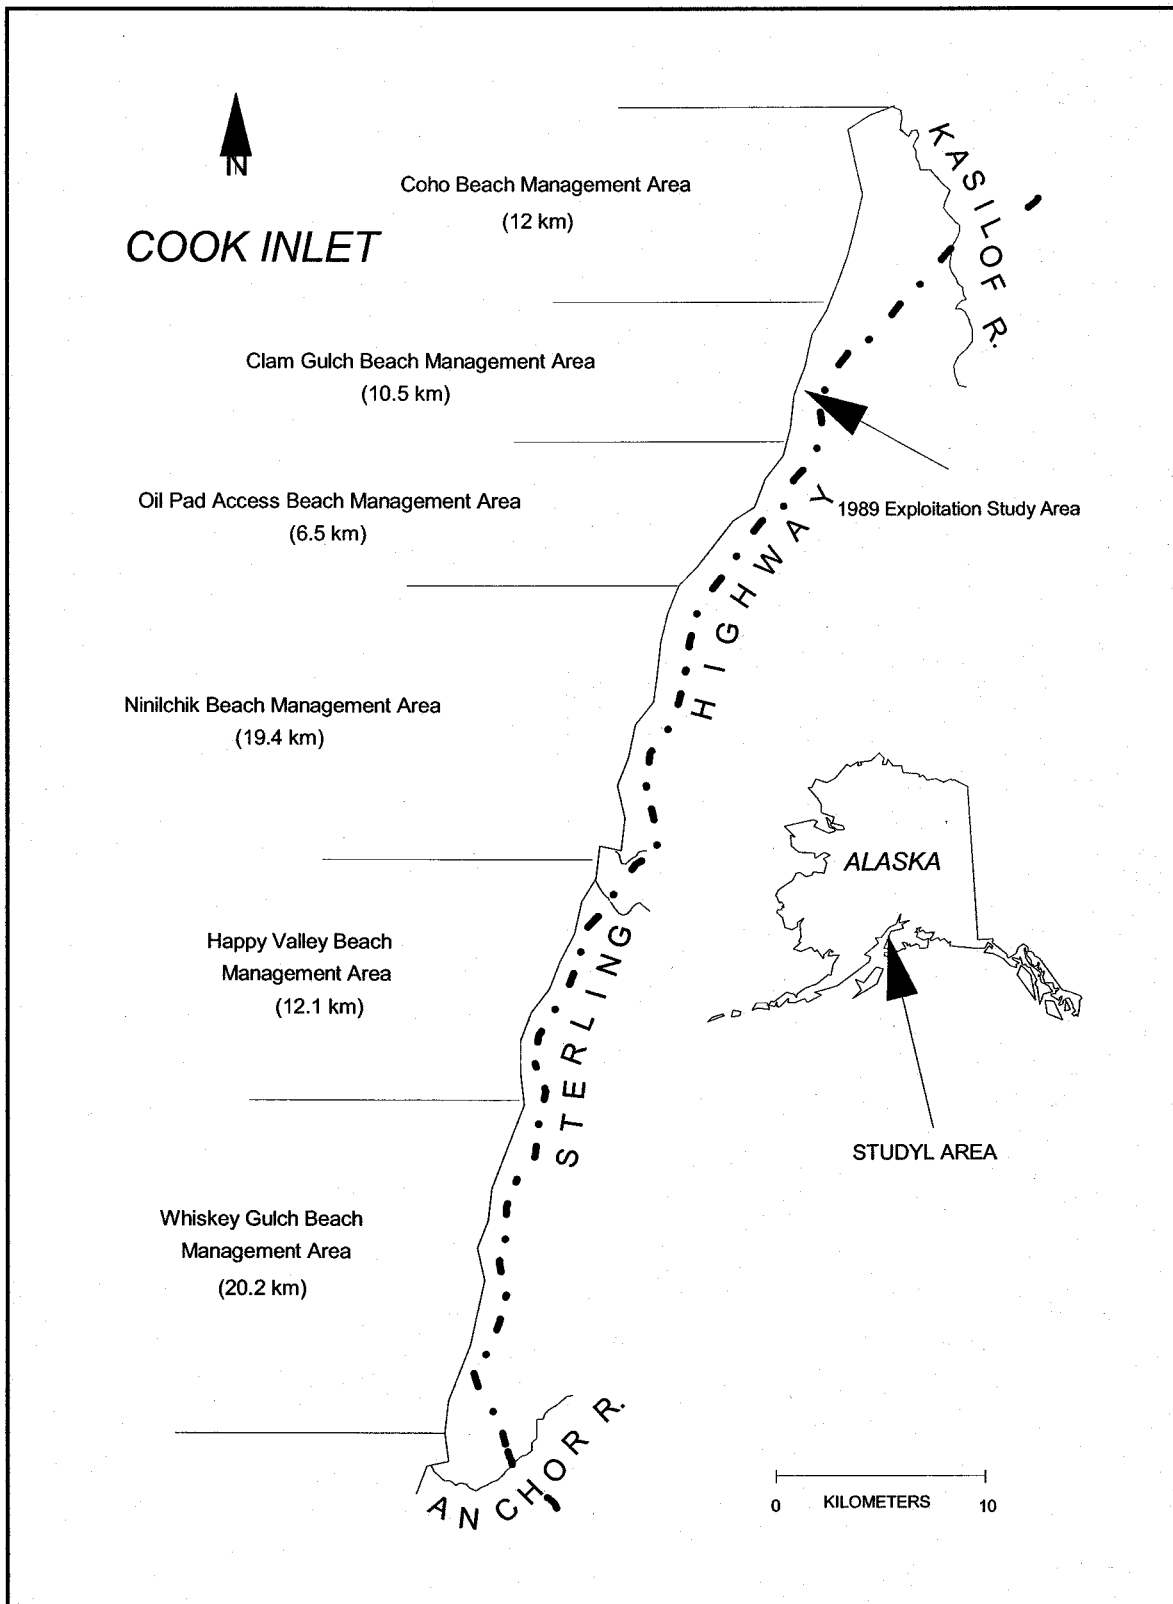 N
COOK INLET
Coho Beach Management Area
(12 km)
KASILOF R.
Clam Gulch Beach Management Area
(10.5 km)
Oil Pad Access Beach Management Area
(6.5 km)
1989 Exploitation Study Area
Ninilchik Beach Management Area
(19.4 km)
STERLING HIGHWAY
ALASKA
Happy Valley Beach
Management Area
(12.1 km)
STUDYL AREA
Whiskey Gulch Beach
Management Area
(20.2 km)
ANCHOR R.
0 KILOMETERS 10